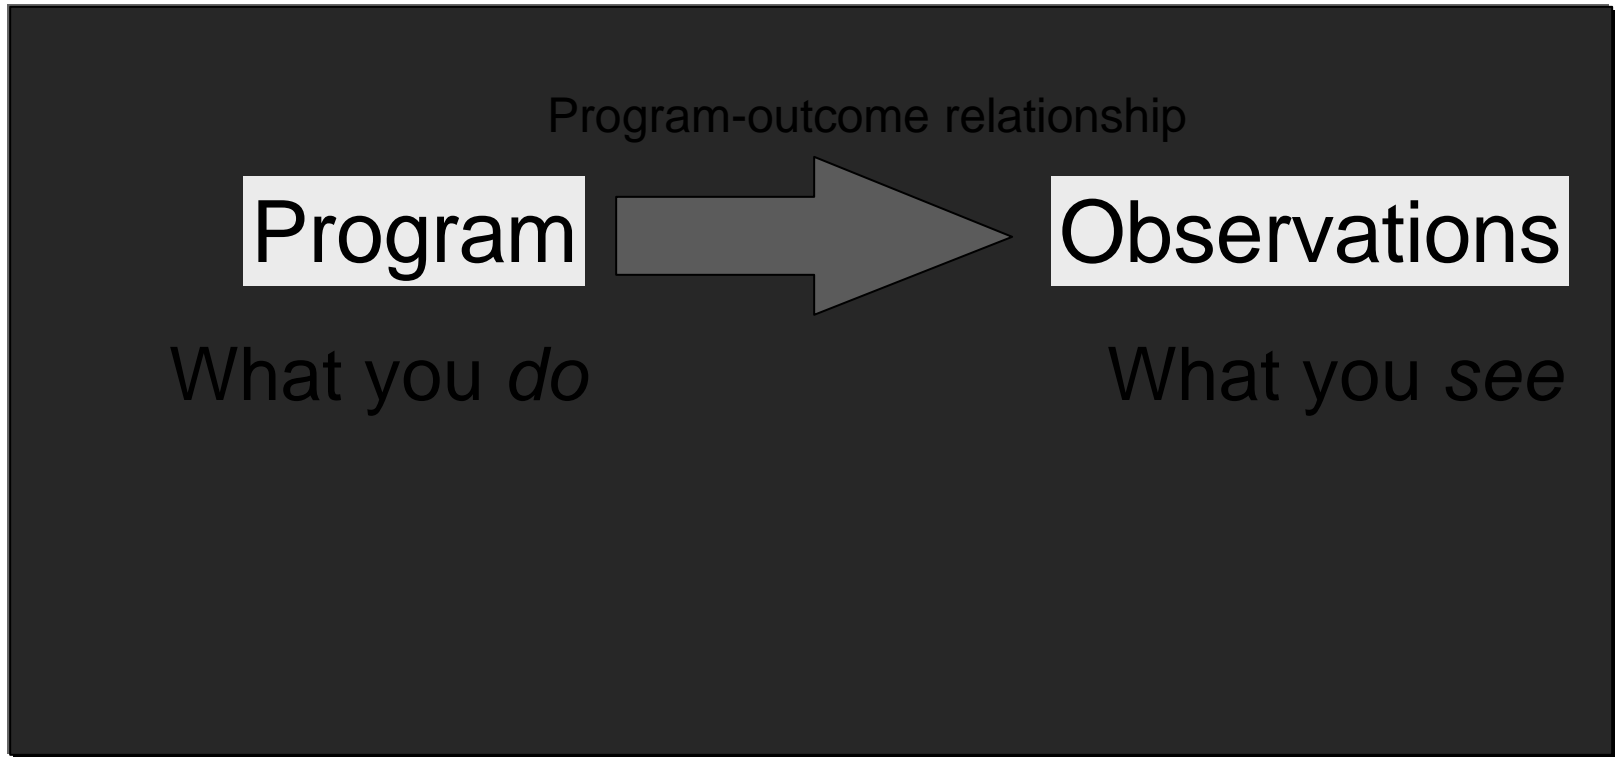 Program-outcome relationship
Program
Observations
What you do
What you see